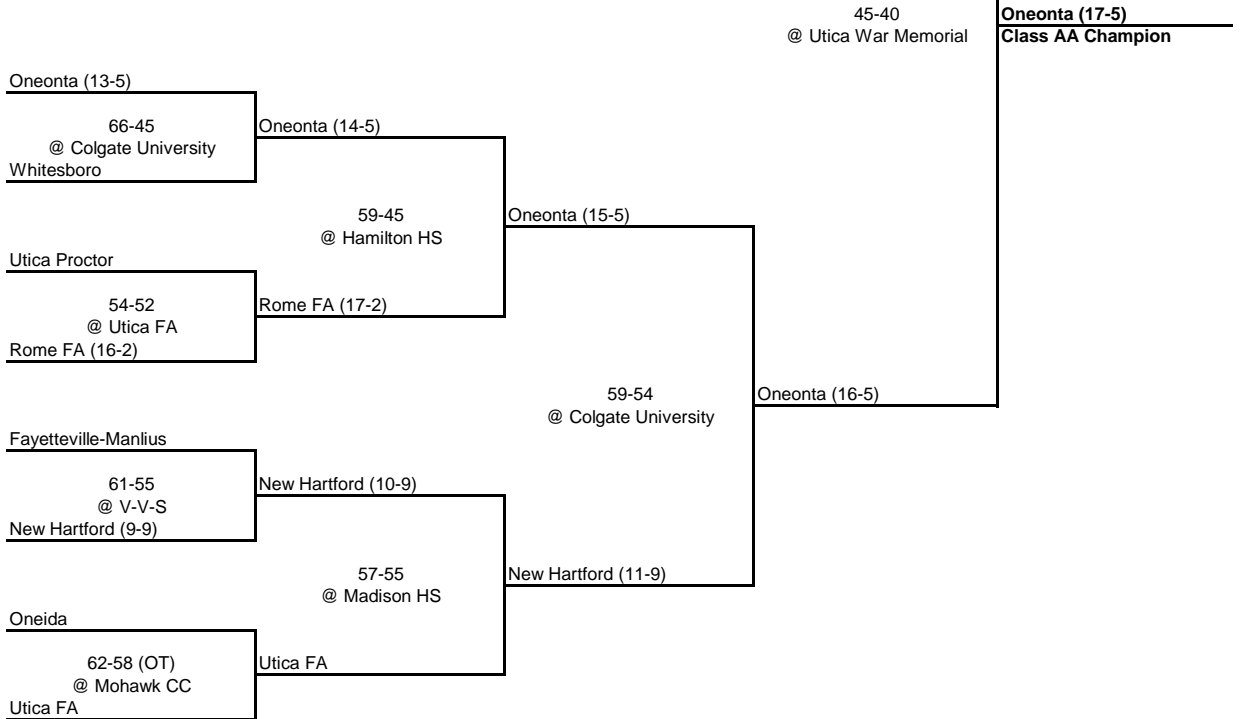 45-40
@ Utica War Memorial
Oneonta (17-5)
Class AA Champion
Oneonta (13-5)
66-45
@ Colgate University
Whitesboro
Oneonta (14-5)
59-45
@ Hamilton HS
Oneonta (15-5)
Utica Proctor
54-52
@ Utica FA
Rome FA (16-2)
Rome FA (17-2)
59-54
@ Colgate University
Oneonta (16-5)
Fayetteville-Manlius
61-55
@ V-V-S
New Hartford (9-9)
New Hartford (10-9)
57-55
@ Madison HS
New Hartford (11-9)
Oneida
62-58 (OT)
@ Mohawk CC
Utica FA
Utica FA